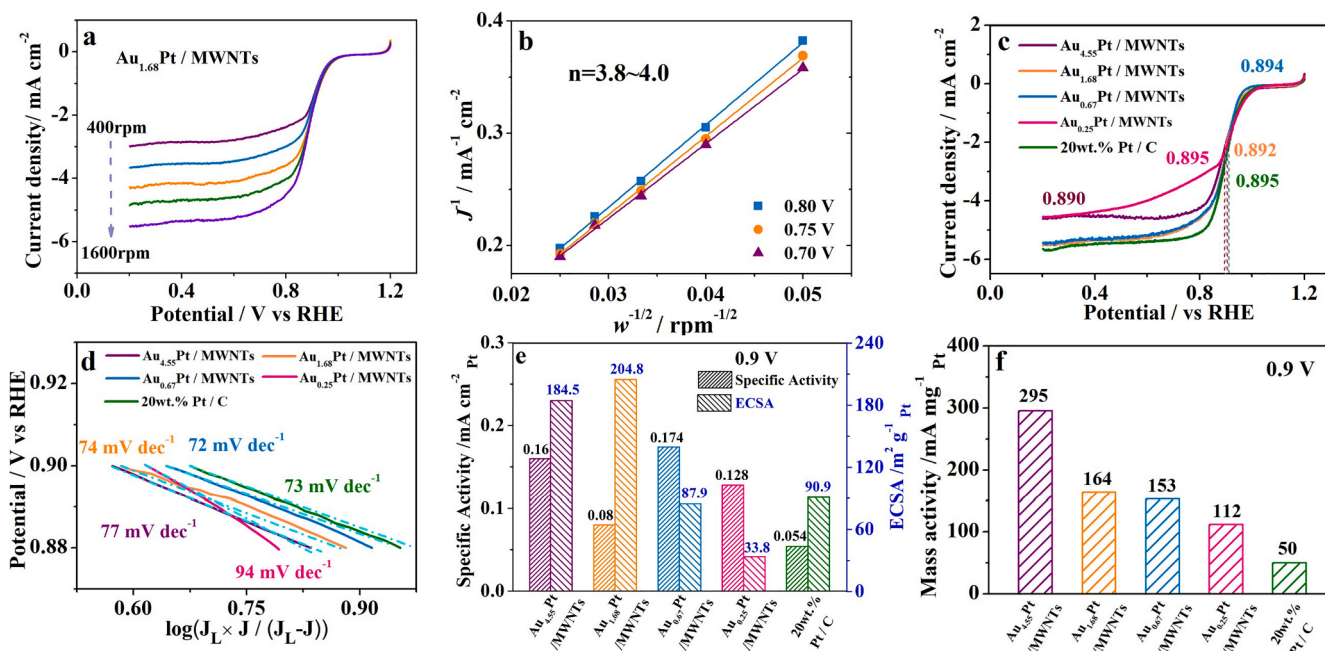 a
Au1.68Pt / MWNTs
400rpm
1600rpm
Current density/ mA cm-2
0
-2
-4
-6
0.0
0.4
0.8
1.2
Potential / V vs RHE
b
n=3.8~4.0
J-1 / mA-1 cm-2
0.4
0.3
0.2
0.80 V
0.75 V
0.70 V
0.02
0.03
0.04
0.05
w-1/2 / rpm-1/2
c
Au4.55Pt / MWNTs
Au1.68Pt / MWNTs
Au0.67Pt / MWNTs
Au0.25Pt / MWNTs
20wt.% Pt / C
0.894
0.895
0.892
0.895
0.890
Current density / mA cm-2
2
0
-2
-4
-6
0.0
0.4
0.8
1.2
Potential / vs RHE
d
Au4.55Pt / MWNTs
Au1.68Pt / MWNTs
Au0.67Pt / MWNTs
Au0.25Pt / MWNTs
20wt.% Pt / C
74 mV dec-1
72 mV dec-1
73 mV dec-1
77 mV dec-1
94 mV dec-1
Potential / V vs RHE
0.92
0.90
0.88
0.60
0.75
0.90
log(JL× J / (JL-J))
e
0.9 V
Specific Activity
ECSA
Specific Activity /mA cm-2 Pt
0.3
0.2
0.1
0.0
ECSA /m2 g-1 Pt
240
180
120
60
0
0.16
184.5
0.08
204.8
0.174
87.9
0.128
33.8
0.054
90.9
Au4.55Pt
/MWNTs
Au1.68Pt
/MWNTs
Au0.67Pt
/MWNTs
Au0.25Pt
/MWNTs
20wt.%
Pt / C
f
0.9 V
Mass activity /mA mg-1 Pt
400
300
200
100
0
295
164
153
112
50
Au4.55Pt
/MWNTs
Au1.68Pt
/MWNTs
Au0.67Pt
/MWNTs
Au0.25Pt
/MWNTs
20wt.%
Pt / C